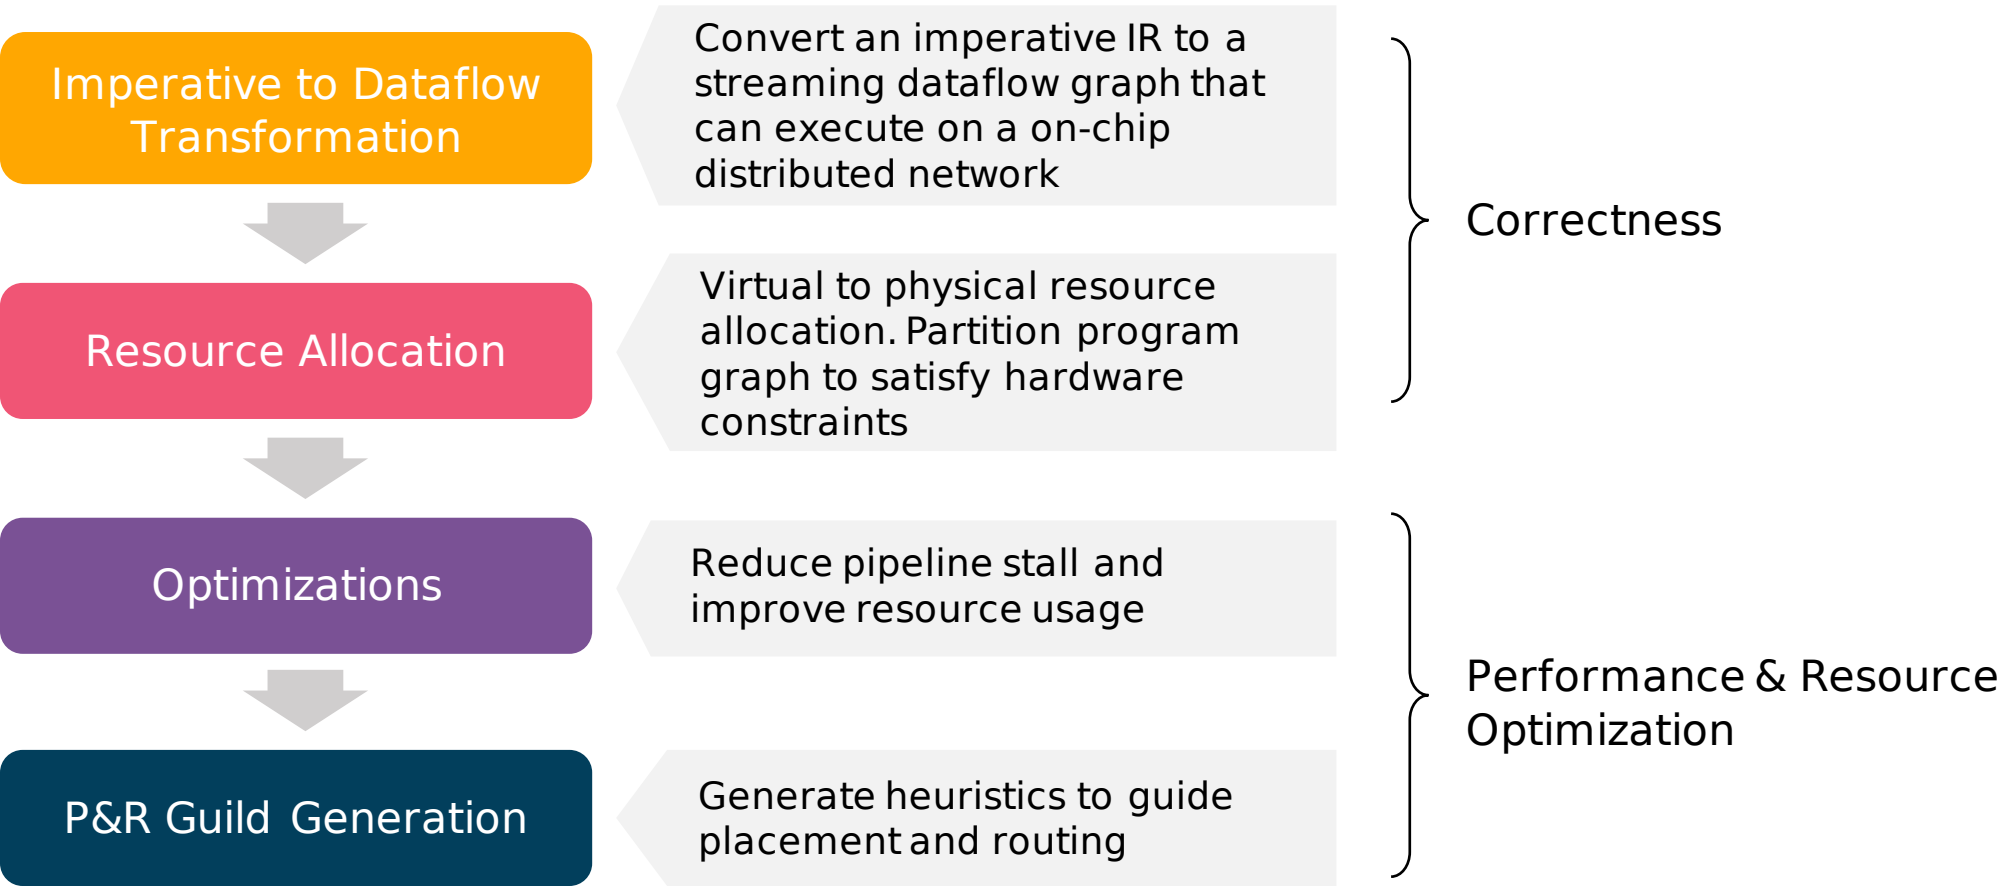 Imperative to Dataflow
Transformation
Convert an imperative IR to a
streaming dataflow graph that
can execute on a on-chip
distributed network
Correctness
Resource Allocation
Virtual to physical resource
allocation. Partition program
graph to satisfy hardware
constraints
Optimizations
Reduce pipeline stall and
improve resource usage
Performance & Resource
Optimization
P&R Guild Generation
Generate heuristics to guide
placement and routing